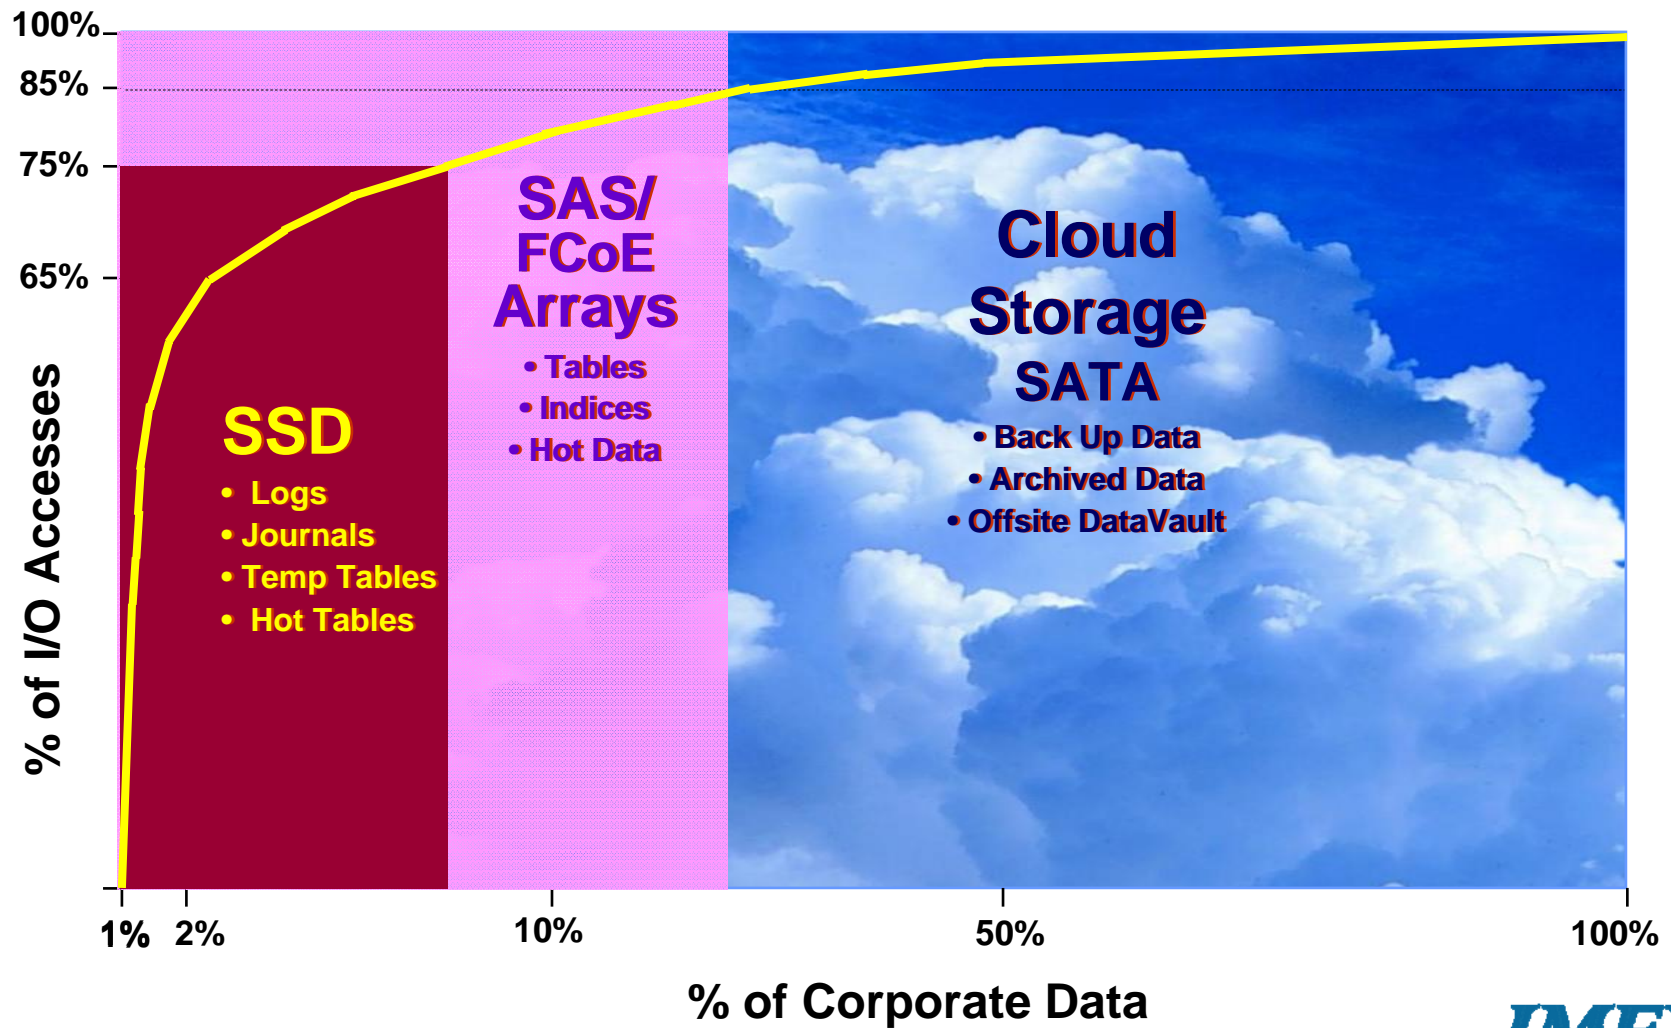 100%
85%
75%
65%
% of I/O Accesses
SSD
• Logs
• Journals
• Temp Tables
• Hot Tables
SAS/
FCoE
Arrays
• Tables
• Indices
• Hot Data
Cloud
Storage
SATA
• Back Up Data
• Archived Data
• Offsite DataVault
1% 2% 10% 50% 100%
% of Corporate Data